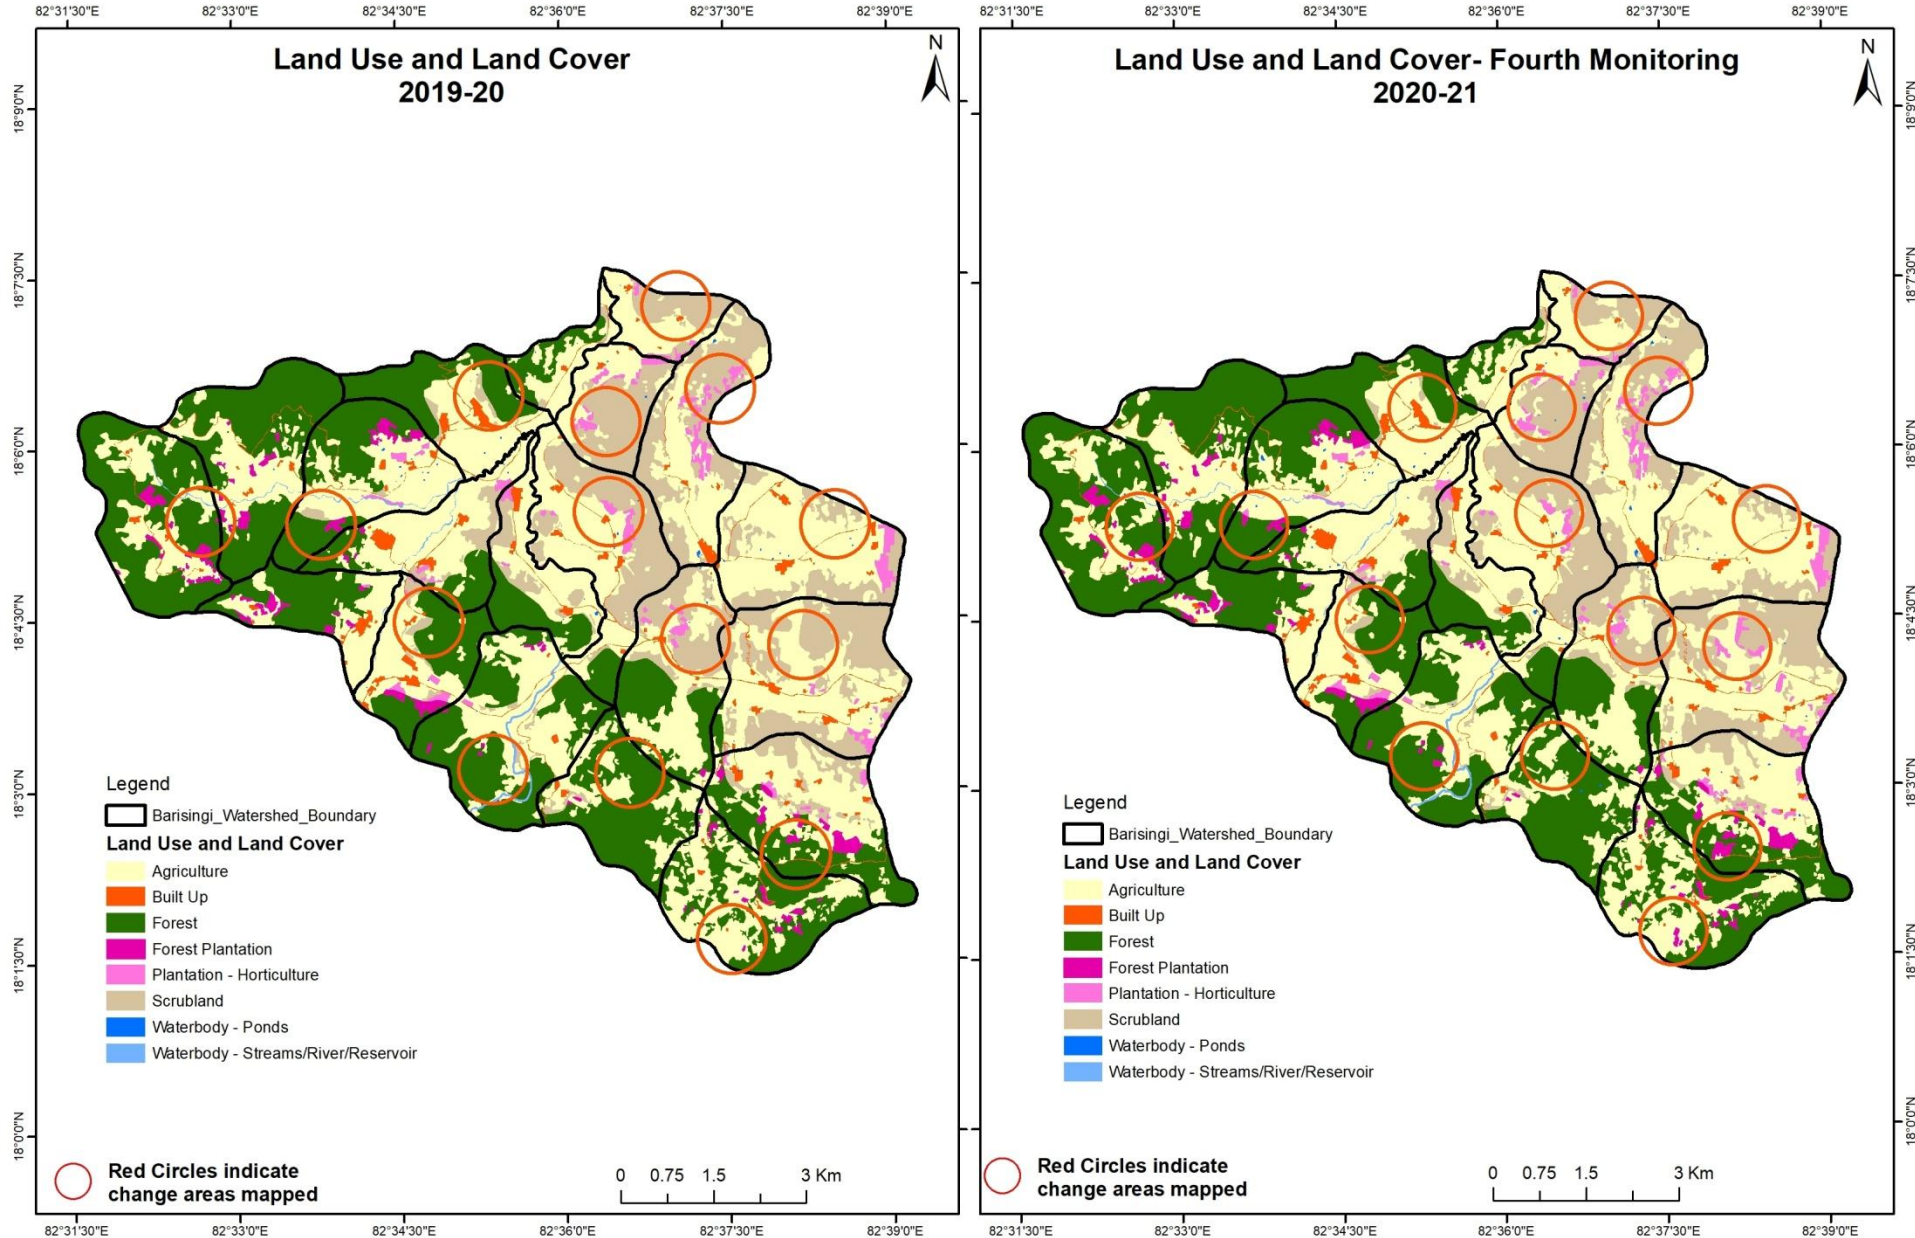 82°31'30"E 82°33'0"E 82°34'30"E 82°36'0"E 82°37'30"E 82°39'0"E
Land Use and Land Cover
2019-20
N
18°9'0"N
18°7'30"N
18°6'0"N
18°4'30"N
18°3'0"N
18°1'30"N
18°0'0"N
Legend
Barisingi_Watershed_Boundary
Land Use and Land Cover
Agriculture
Built Up
Forest
Forest Plantation
Plantation - Horticulture
Scrubland
Waterbody - Ponds
Waterbody - Streams/River/Reservoir
Red Circles indicate
change areas mapped
0 0.75 1.5 3 Km
82°31'30"E 82°33'0"E 82°34'30"E 82°36'0"E 82°37'30"E 82°39'0"E
82°31'30"E 82°33'0"E 82°34'30"E 82°36'0"E 82°37'30"E 82°39'0"E
Land Use and Land Cover- Fourth Monitoring
2020-21
N
18°9'0"N
18°7'30"N
18°6'0"N
18°4'30"N
18°3'0"N
18°1'30"N
18°0'0"N
Legend
Barisingi_Watershed_Boundary
Land Use and Land Cover
Agriculture
Built Up
Forest
Forest Plantation
Plantation - Horticulture
Scrubland
Waterbody - Ponds
Waterbody - Streams/River/Reservoir
Red Circles indicate
change areas mapped
0 0.75 1.5 3 Km
82°31'30"E 82°33'0"E 82°34'30"E 82°36'0"E 82°37'30"E 82°39'0"E